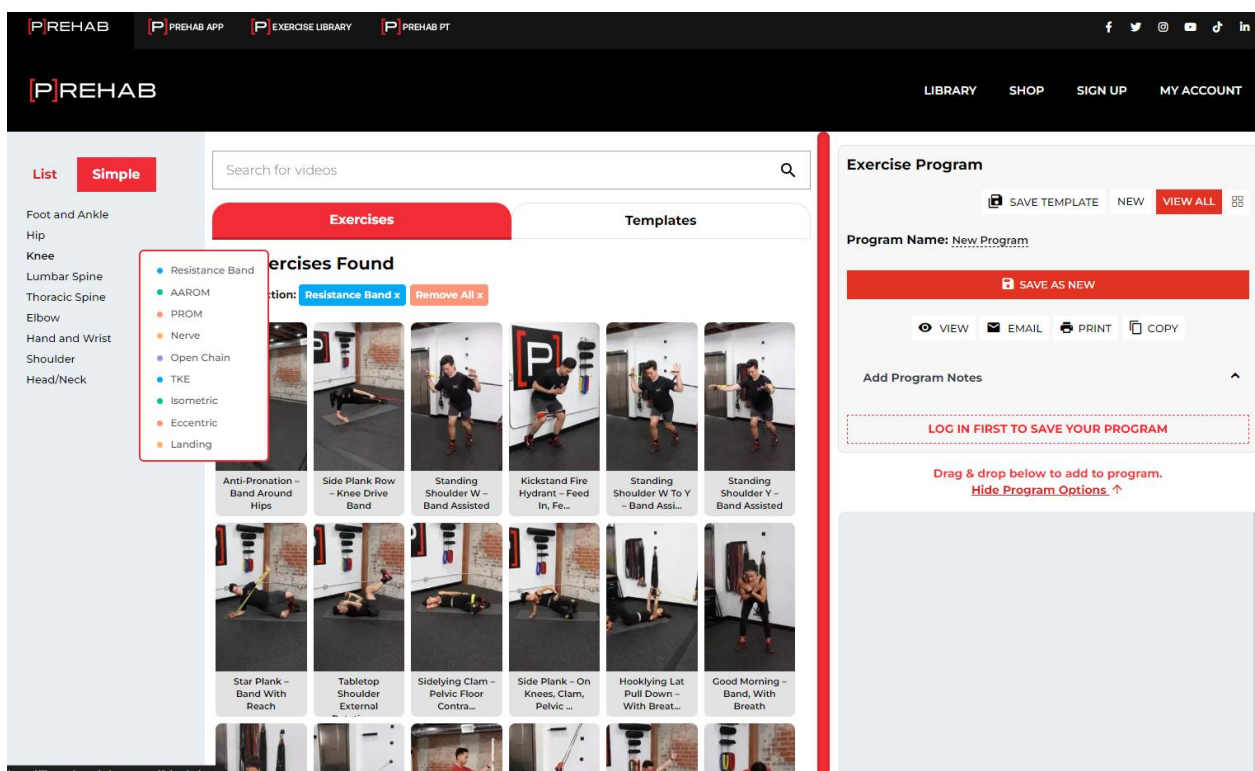 [P]REHAB
[P] PREHAB APP
[P] EXERCISE LIBRARY
[P] PREHAB PT
[P]REHAB
LIBRARY
SHOP
SIGN UP
MY ACCOUNT
List
Simple
Foot and Ankle
Hip
Knee
Lumbar Spine
Thoracic Spine
Elbow
Hand and Wrist
Shoulder
Head/Neck
Resistance Band
AAROM
PROM
Nerve
Open Chain
TKE
Isometric
Eccentric
Landing
Search for videos
Exercises
Templates
ercises Found
ction: Resistance Band x Remove All x
Anti-Pronation –
Band Around
Hips
Side Plank Row
– Knee Drive
Band
Standing
Shoulder W –
Band Assisted
Kickstand Fire
Hydrant – Feed
In, Fe...
Standing
Shoulder W To Y
– Band Assi...
Standing
Shoulder Y –
Band Assisted
Star Plank –
Band With
Reach
Tabletop
Shoulder
External
Sidelying Clam –
Pelvic Floor
Contra...
Side Plank – On
Knees, Clam,
Pelvic ...
Hooklying Lat
Pull Down –
With Breat...
Good Morning –
Band, With
Breath
Exercise Program
SAVE TEMPLATE
NEW
VIEW ALL
Program Name: New Program
SAVE AS NEW
VIEW
EMAIL
PRINT
COPY
Add Program Notes
LOG IN FIRST TO SAVE YOUR PROGRAM
Drag & drop below to add to program.
Hide Program Options ↑